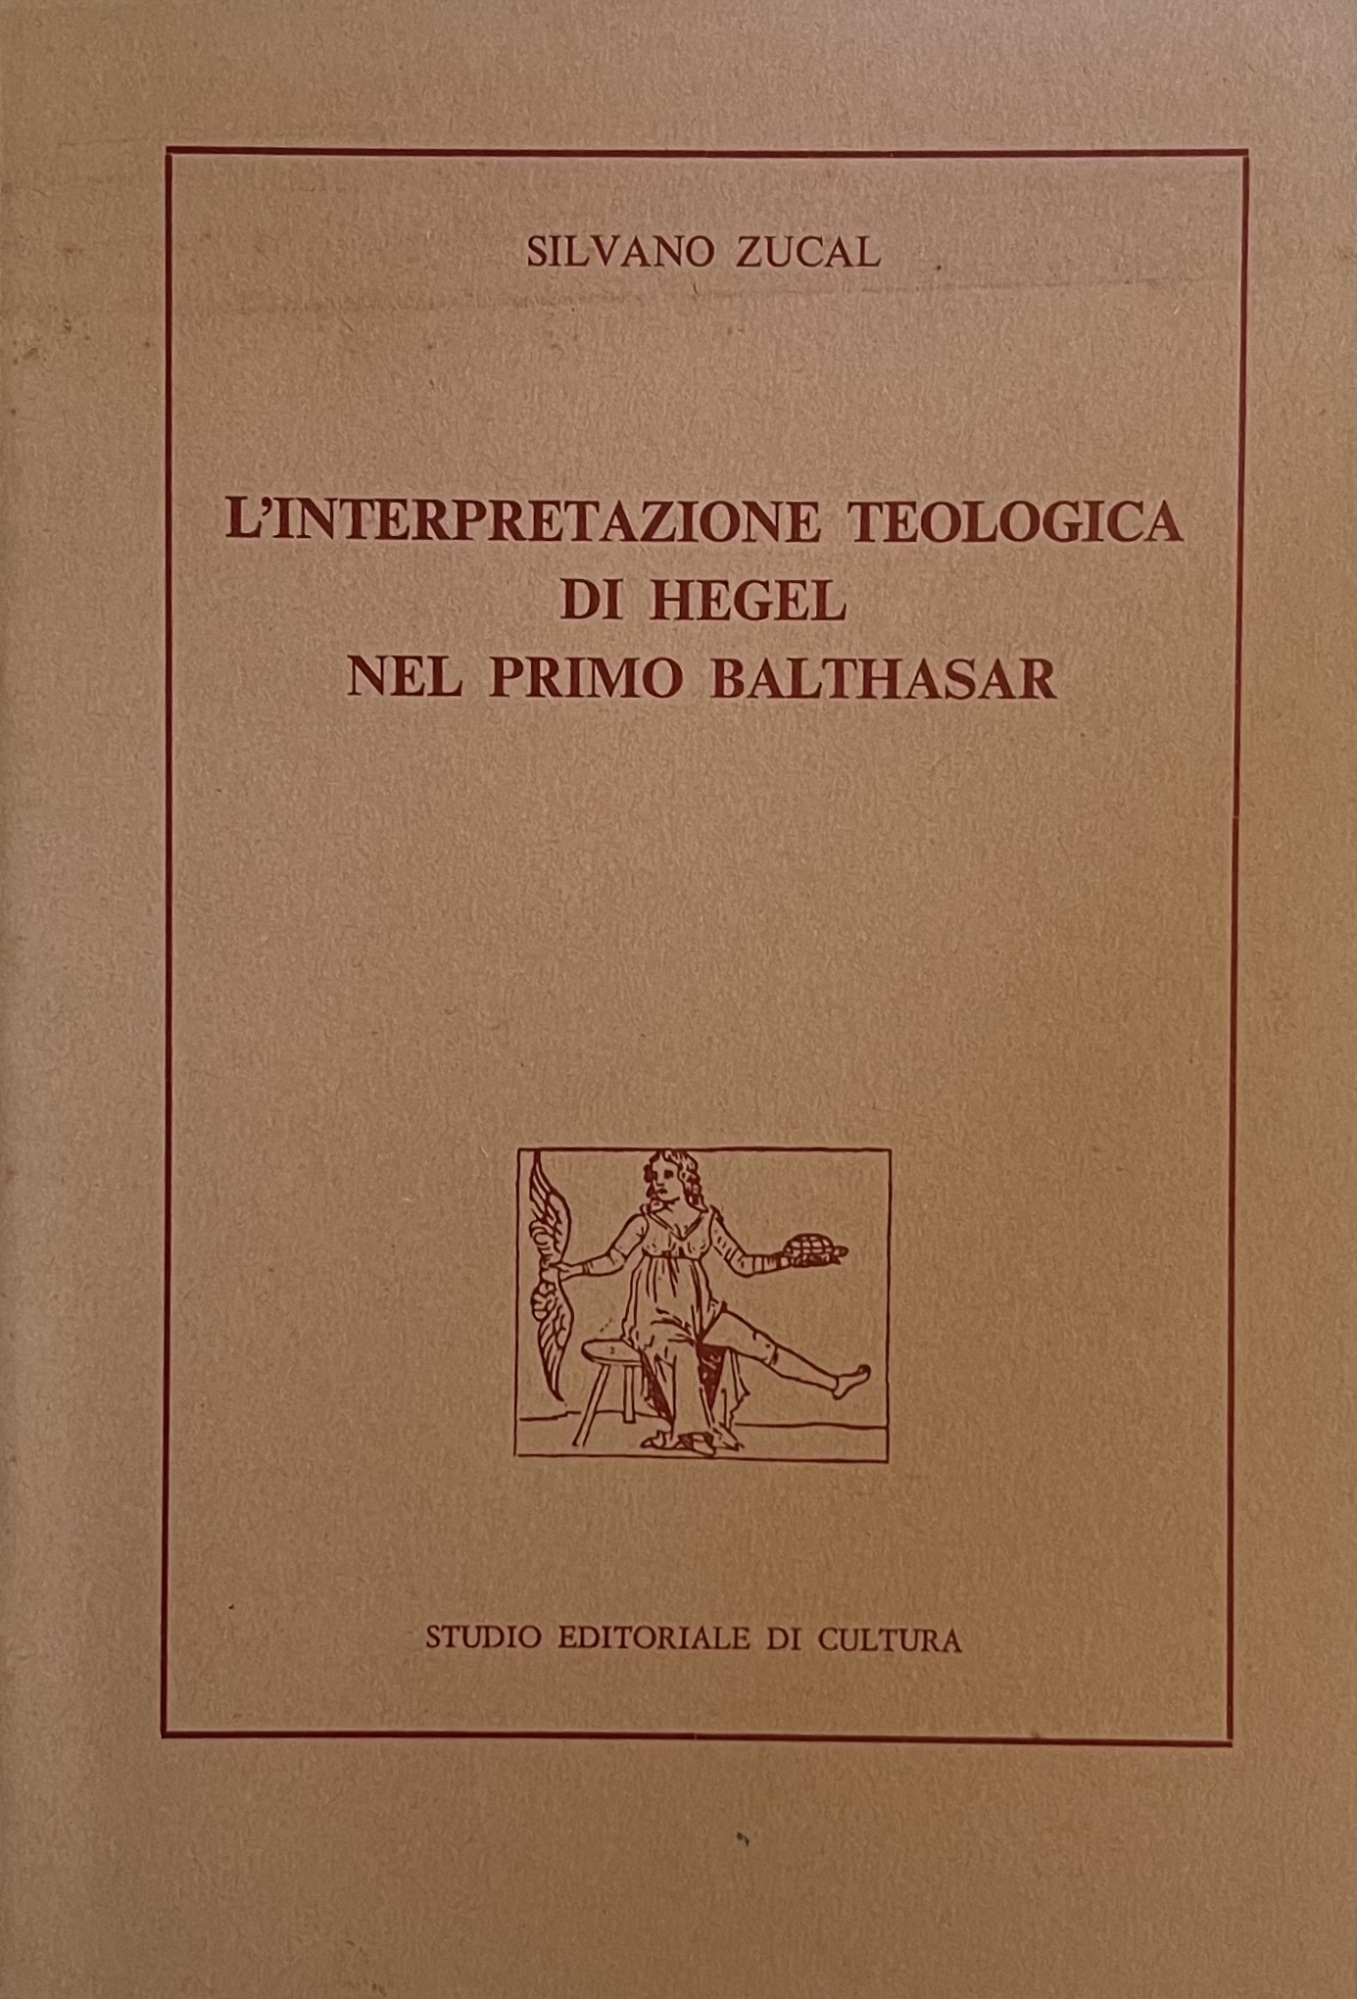 SILVANO ZUCAL
L'INTERPRETAZIONE TEOLOGICA
DI HEGEL
NEL PRIMO BALTHASAR
STUDIO EDITORIALE DI CULTURA